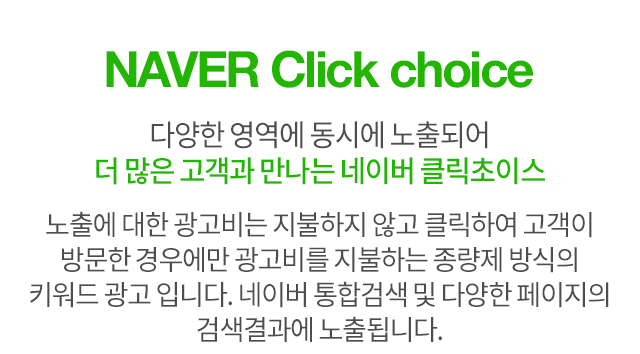 NAVER Click choice
다양한 영역에 동시에 노출되어
더 많은 고객과 만나는 네이버 클릭초이스
노출에 대한 광고비는 지불하지 않고 클릭하여 고객이
방문한 경우에만 광고비를 지불하는 종량제 방식의
키워드 광고 입니다. 네이버 통합검색 및 다양한 페이지의
검색결과에 노출됩니다.